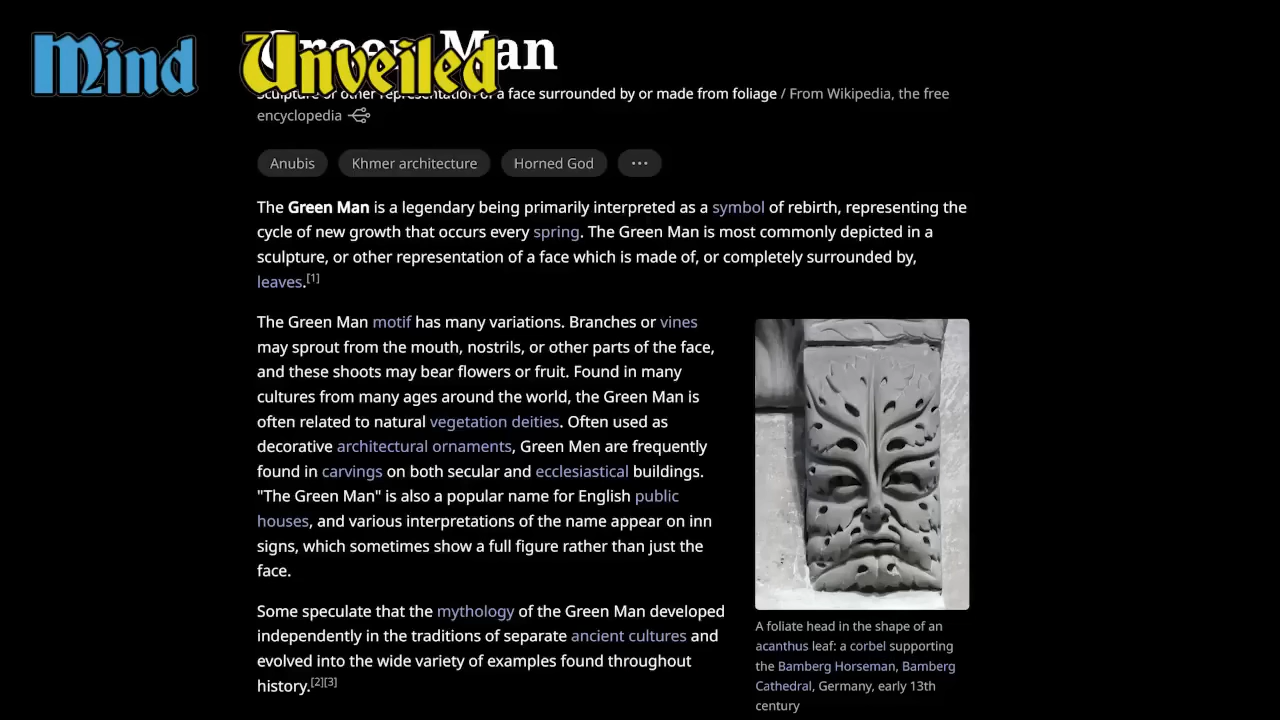 Mind Unveiled
Green Man
Sculpture or other representation of a face surrounded by or made from foliage / From Wikipedia, the free
encyclopedia
Anubis
Khmer architecture
Horned God
...
The Green Man is a legendary being primarily interpreted as a symbol of rebirth, representing the
cycle of new growth that occurs every spring. The Green Man is most commonly depicted in a
sculpture, or other representation of a face which is made of, or completely surrounded by,
leaves.[1]
The Green Man motif has many variations. Branches or vines
may sprout from the mouth, nostrils, or other parts of the face,
and these shoots may bear flowers or fruit. Found in many
cultures from many ages around the world, the Green Man is
often related to natural vegetation deities. Often used as
decorative architectural ornaments, Green Men are frequently
found in carvings on both secular and ecclesiastical buildings.
"The Green Man" is also a popular name for English public
houses, and various interpretations of the name appear on inn
signs, which sometimes show a full figure rather than just the
face.
Some speculate that the mythology of the Green Man developed
independently in the traditions of separate ancient cultures and
evolved into the wide variety of examples found throughout
history.[2][3]
A foliate head in the shape of an
acanthus leaf: a corbel supporting
the Bamberg Horseman, Bamberg
Cathedral, Germany, early 13th
century